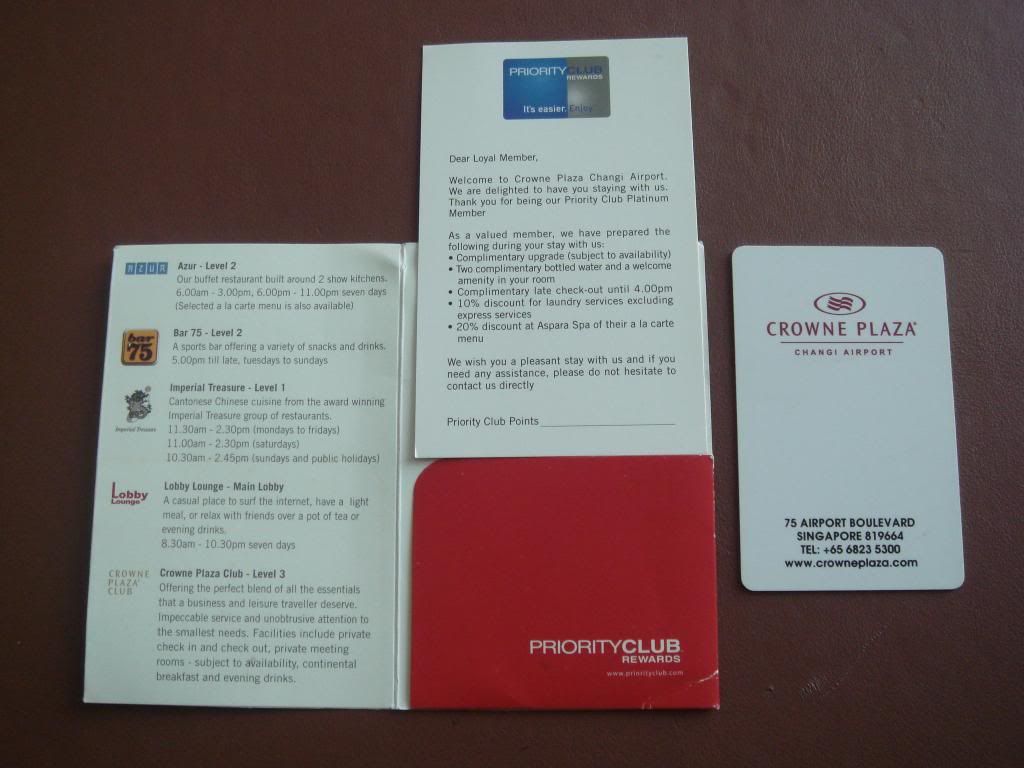 AZUR
Azur - Level 2
Our buffet restaurant built around 2 show kitchens.
6.00am - 3.00pm, 6.00pm - 11.00pm seven days
(Selected a la carte menu is also available)
bar
75
Bar 75 - Level 2
A sports bar offering a variety of snacks and drinks.
5.00pm till late, tuesdays to sundays
Imperial Treasure
Imperial Treasure - Level 1
Cantonese Chinese cuisine from the award winning
Imperial Treasure group of restaurants.
11.30am - 2.30pm (mondays to fridays)
11.00am - 2.30pm (saturdays)
10.30am - 2.45pm (sundays and public holidays)
Lobby
Lounge
Lobby Lounge - Main Lobby
A casual place to surf the internet, have a light
meal, or relax with friends over a pot of tea or
evening drinks.
8.30am - 10.30pm seven days
CROWNE
PLAZA
CLUB
Crowne Plaza Club - Level 3
Offering the perfect blend of all the essentials
that a business and leisure traveller deserve.
Impeccable service and unobtrusive attention to
the smallest needs. Facilities include private
check in and check out, private meeting
rooms - subject to availability, continental
breakfast and evening drinks.
PRIORITYCLUB
REWARDS
It's easier. Enjoy
Dear Loyal Member,
Welcome to Crowne Plaza Changi Airport.
We are delighted to have you staying with us.
Thank you for being our Priority Club Platinum
Member
As a valued member, we have prepared the
following during your stay with us:
• Complimentary upgrade (subject to availability)
• Two complimentary bottled water and a welcome
amenity in your room
• Complimentary late check-out until 4.00pm
• 10% discount for laundry services excluding
express services
• 20% discount at Aspara Spa of their a la carte
menu
We wish you a pleasant stay with us and if you
need any assistance, please do not hesitate to
contact us directly
Priority Club Points
PRIORITYCLUB
REWARDS
www.priorityclub.com
CROWNE PLAZA
CHANGI AIRPORT
75 AIRPORT BOULEVARD
SINGAPORE 819664
TEL: +65 6823 5300
www.crowneplaza.com